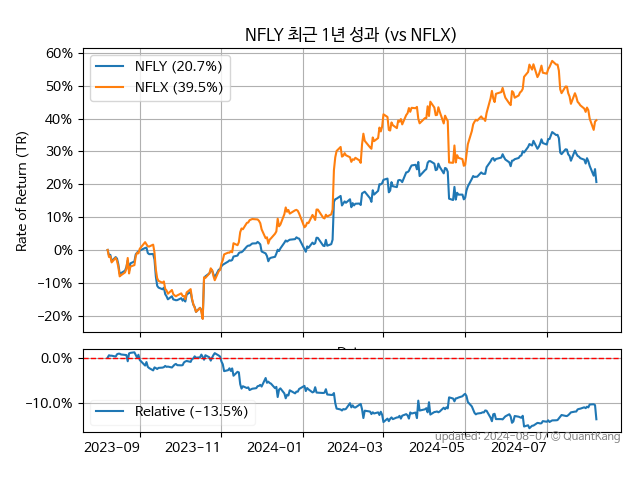 NFLY 최근 1년 성과 (vs NFLX)
60%
50%
40%
30%
20%
10%
0%
−10%
−20%
Rate of Return (TR)
NFLY (20.7%)
NFLX (39.5%)
0.0%
−10.0%
Relative (−13.5%)
2023−09
2023−11
2024−01
2024−03
2024−05
2024−07
updated: 2024−08−07 © QuantKang